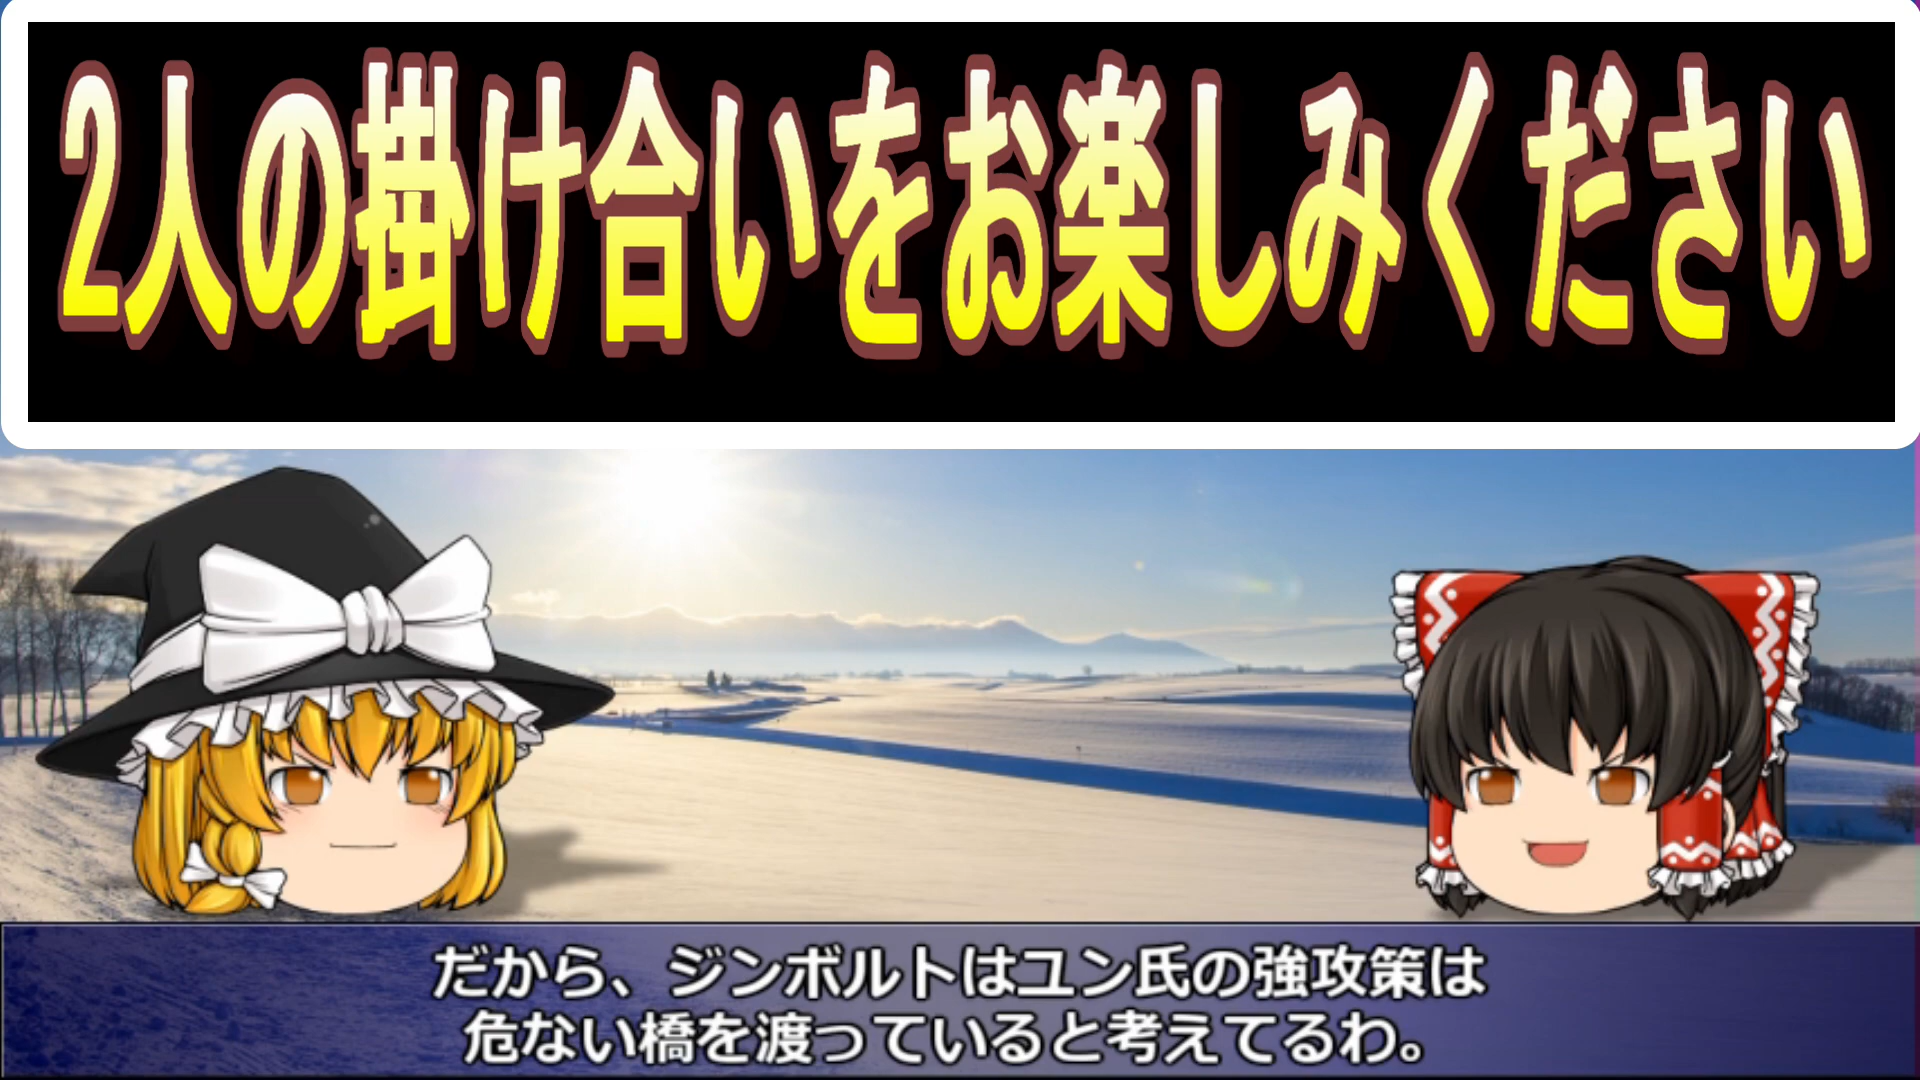 2人の掛け合いをお楽しみください
だから、ジンボルトはユン氏の強攻策は
危ない橋を渡っていると考えてるわ。